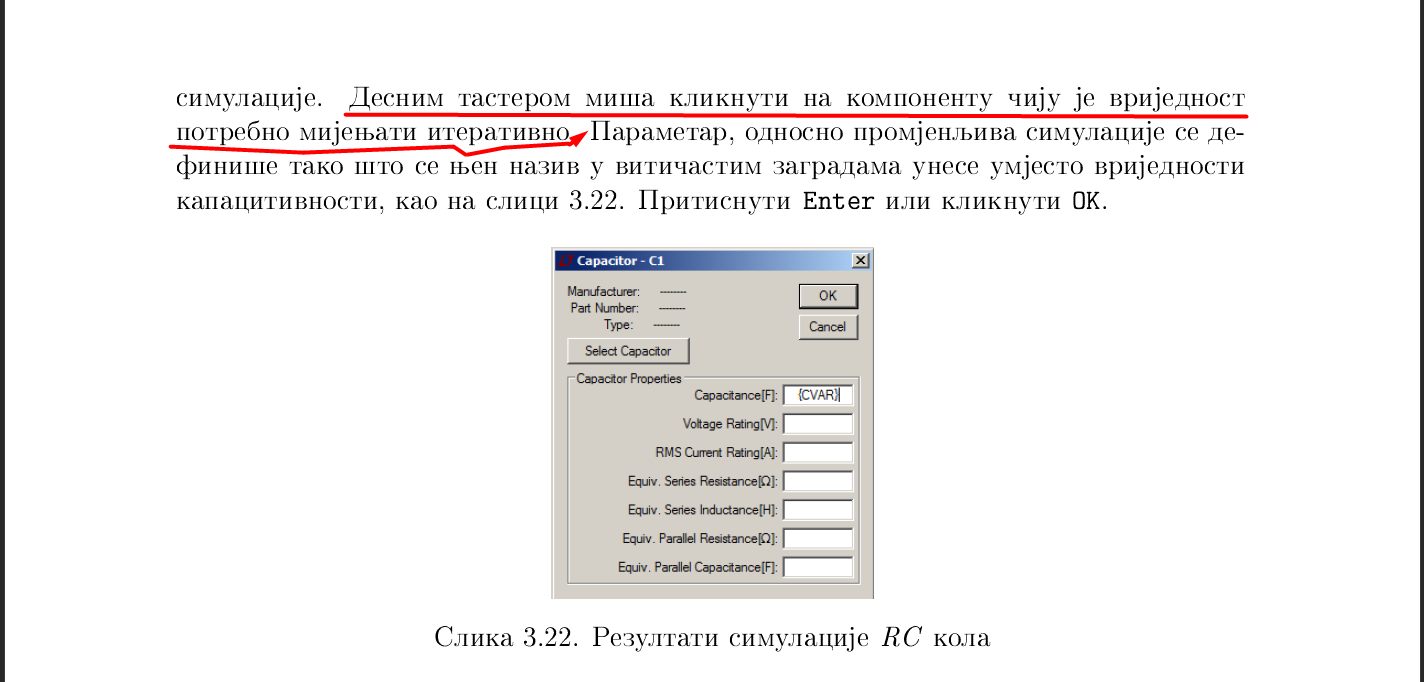 симулације. Десним тастером миша кликнути на компоненту чију је вриједност
потребно мијењати итеративно. Параметар, односно промјенљива симулације се де-
финише тако што се њен назив у витичастим заградама унесе умјесто вриједности
капацитивности, као на слици 3.22. Притиснути Enter или кликнути OK.
Capacitor - C1
Manufacturer: --------
OK
Part Number: --------
Type: --------
Cancel
Select Capacitor
Capacitor Properties
Capacitance[F]: {CVAR}
Voltage Rating[V]:
RMS Current Rating[A]:
Equiv. Series Resistance[Ω]:
Equiv. Series Inductance[H]:
Equiv. Parallel Resistance[Ω]:
Equiv. Parallel Capacitance[F]:
Слика 3.22. Резултати симулације RC кола